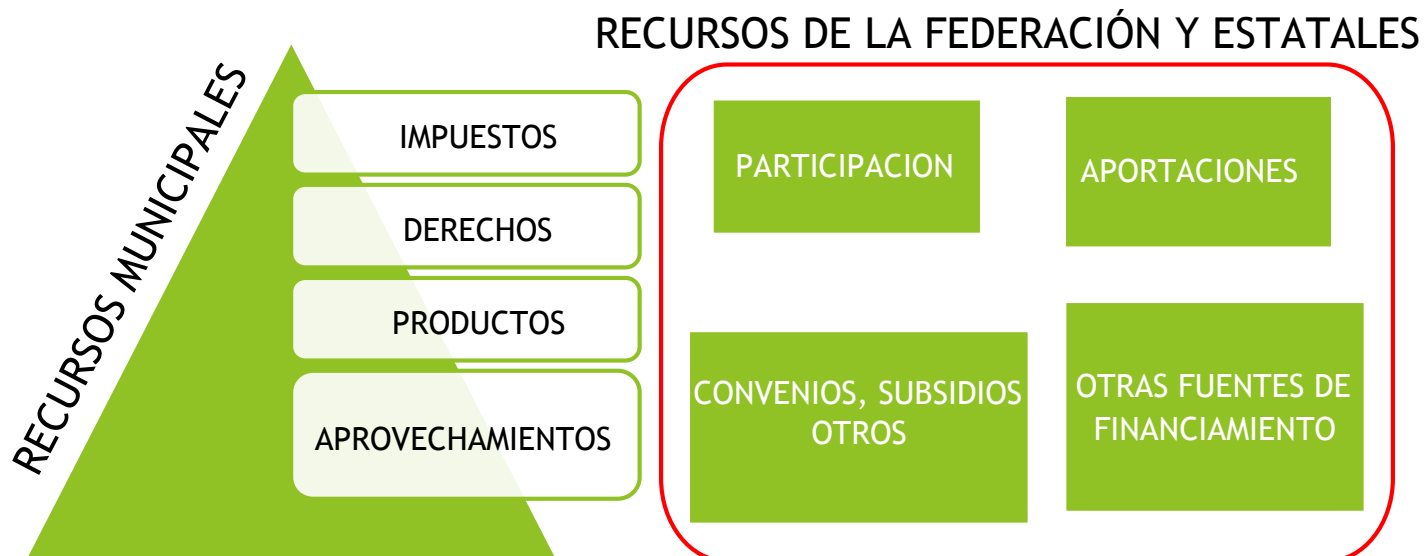 RECURSOS DE LA FEDERACIÓN Y ESTATALES
RECURSOS MUNICIPALES
IMPUESTOS
DERECHOS
PRODUCTOS
APROVECHAMIENTOS
PARTICIPACION
APORTACIONES
CONVENIOS, SUBSIDIOS
OTROS
OTRAS FUENTES DE
FINANCIAMIENTO